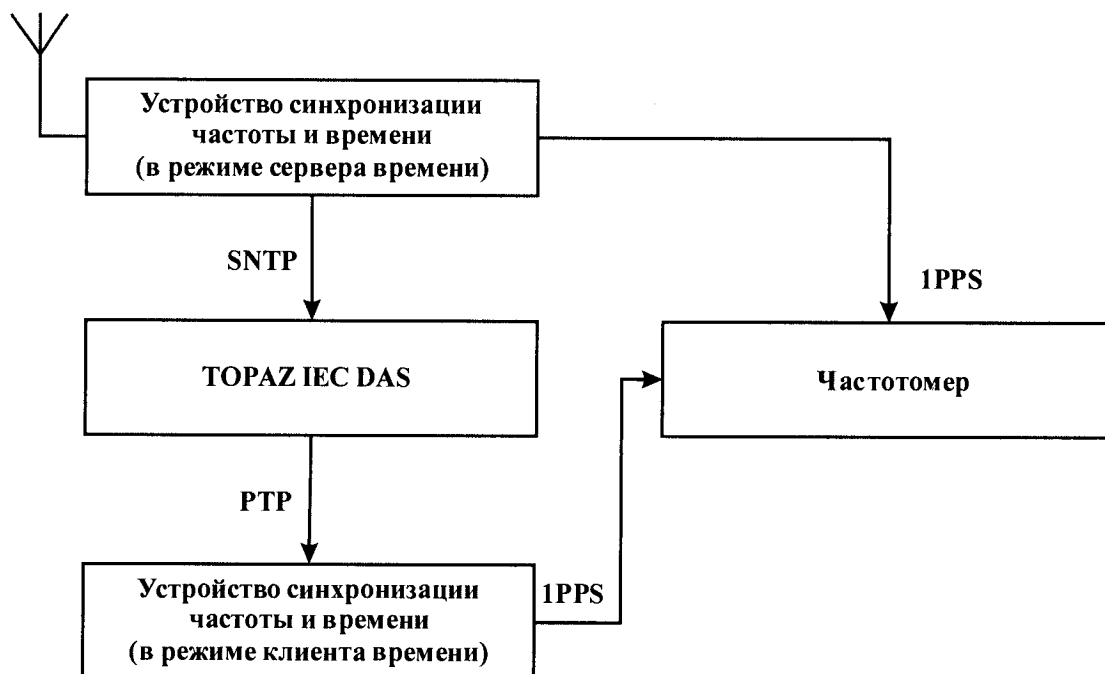 Устройство синхронизации
частоты и времени
(в режиме сервера времени)
SNTP
1PPS
TOPAZ IEC DAS
Частотомер
PTP
Устройство синхронизации
частоты и времени
(в режиме клиента времени)
1PPS